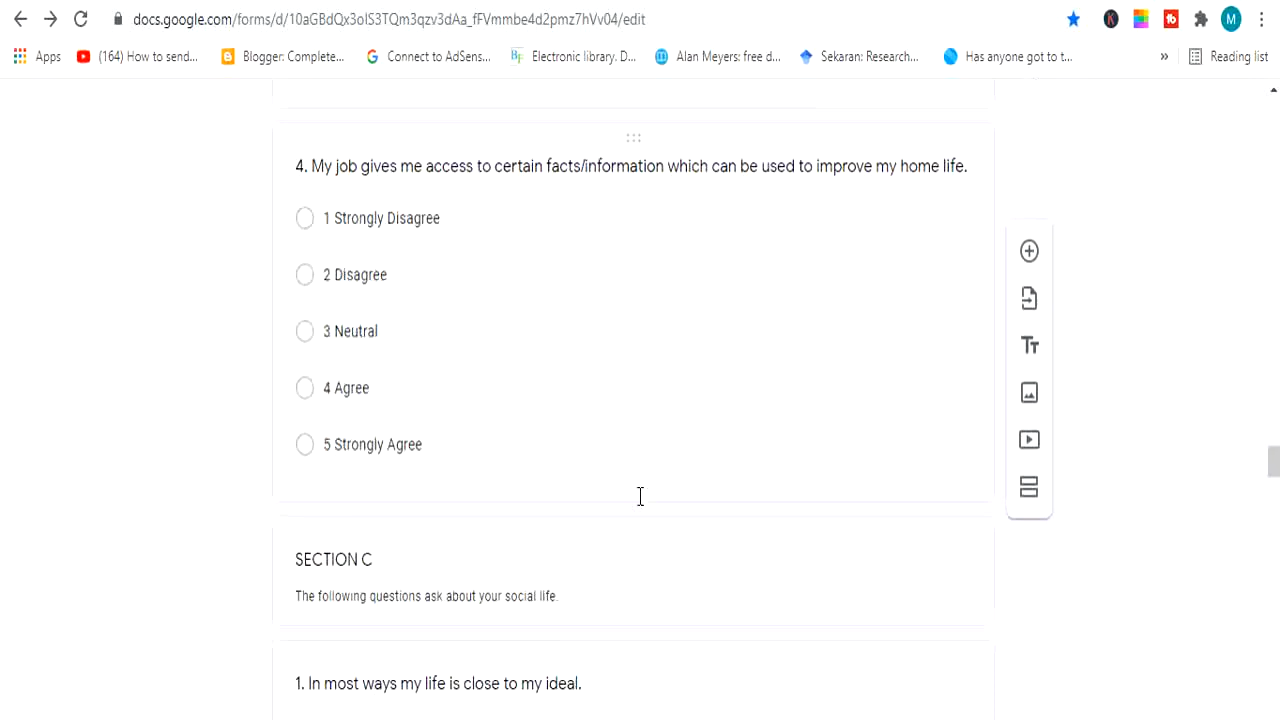 docs.google.com/forms/d/10aGBdQx3oIS3TQm3qzv3dAa_fFVmmbe4d2pmz7hVv04/edit
K
tb
M
Apps
(164) How to send...
Blogger: Complete...
Connect to AdSens...
Electronic library. D...
Alan Meyers: free d...
Sekaran: Research...
Has anyone got to t...
»
Reading list
4. My job gives me access to certain facts/information which can be used to improve my home life.
1 Strongly Disagree
2 Disagree
3 Neutral
4 Agree
5 Strongly Agree
Tт
SECTION C
The following questions ask about your social life.
1. In most ways my life is close to my ideal.